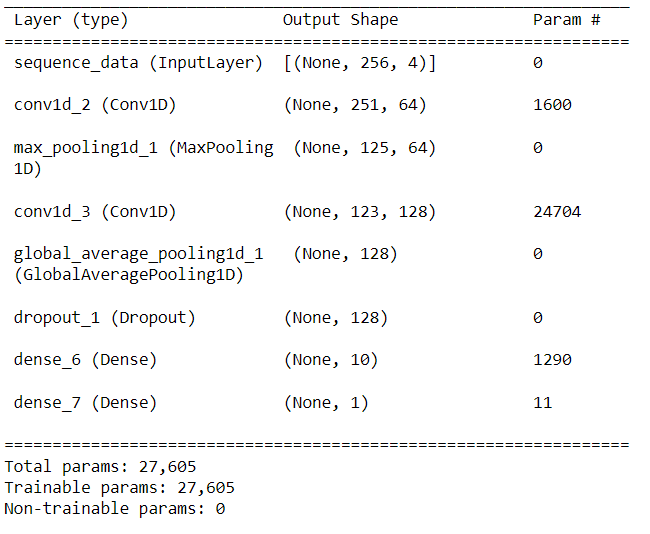 Layer (type) Output Shape Param #
=================================================================
sequence_data (InputLayer) [(None, 256, 4)] 0
conv1d_2 (Conv1D) (None, 251, 64) 1600
max_pooling1d_1 (MaxPooling (None, 125, 64) 0
1D)
conv1d_3 (Conv1D) (None, 123, 128) 24704
global_average_pooling1d_1 (None, 128) 0
(GlobalAveragePooling1D)
dropout_1 (Dropout) (None, 128) 0
dense_6 (Dense) (None, 10) 1290
dense_7 (Dense) (None, 1) 11
=================================================================
Total params: 27,605
Trainable params: 27,605
Non-trainable params: 0